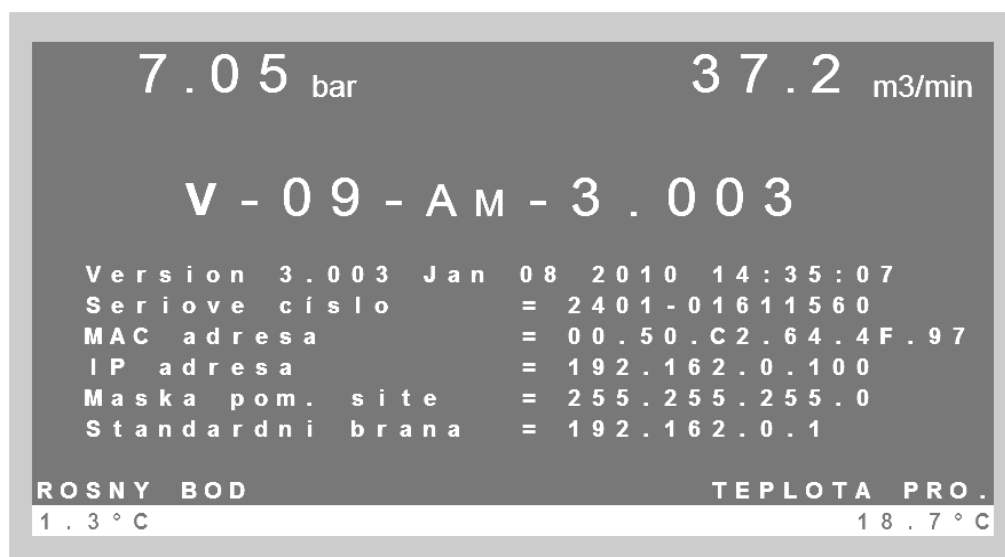 7.05 bar 37.2 m3/min
V-09-AM-3.003
Version 3.003 Jan 08 2010 14:35:07
Seriove císlo = 2401-01611560
MAC adresa = 00.50.C2.64.4F.97
IP adresa = 192.162.0.100
Maska pom. site = 255.255.255.0
Standardni brana = 192.162.0.1
ROSNY BOD TEPLOTA PRO.
1.3°C 18.7°C